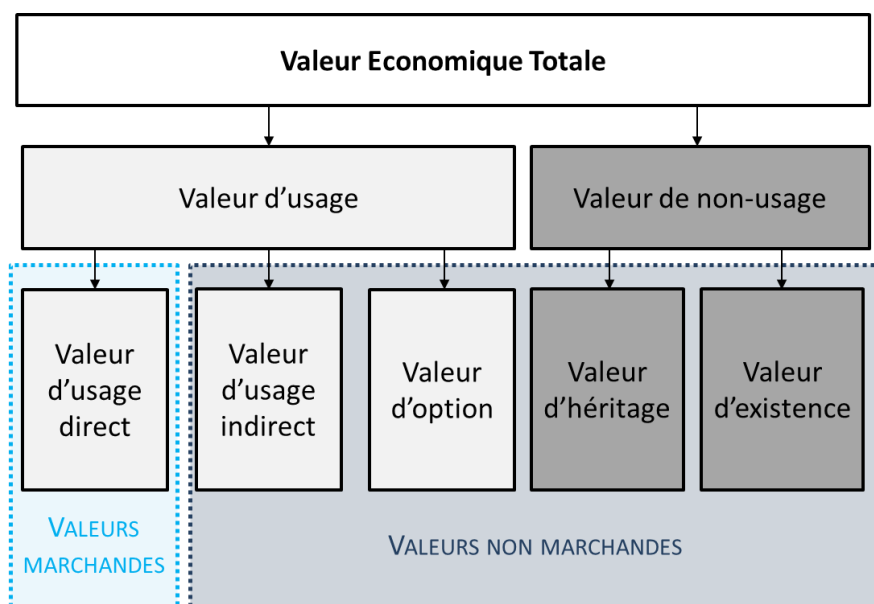 Valeur Economique Totale
Valeur d’usage
Valeur de non-usage
Valeur
d’usage
direct
Valeur
d’usage
indirect
Valeur
d’option
Valeur
d’héritage
Valeur
d’existence
VALEURS
MARCHANDES
VALEURS NON MARCHANDES